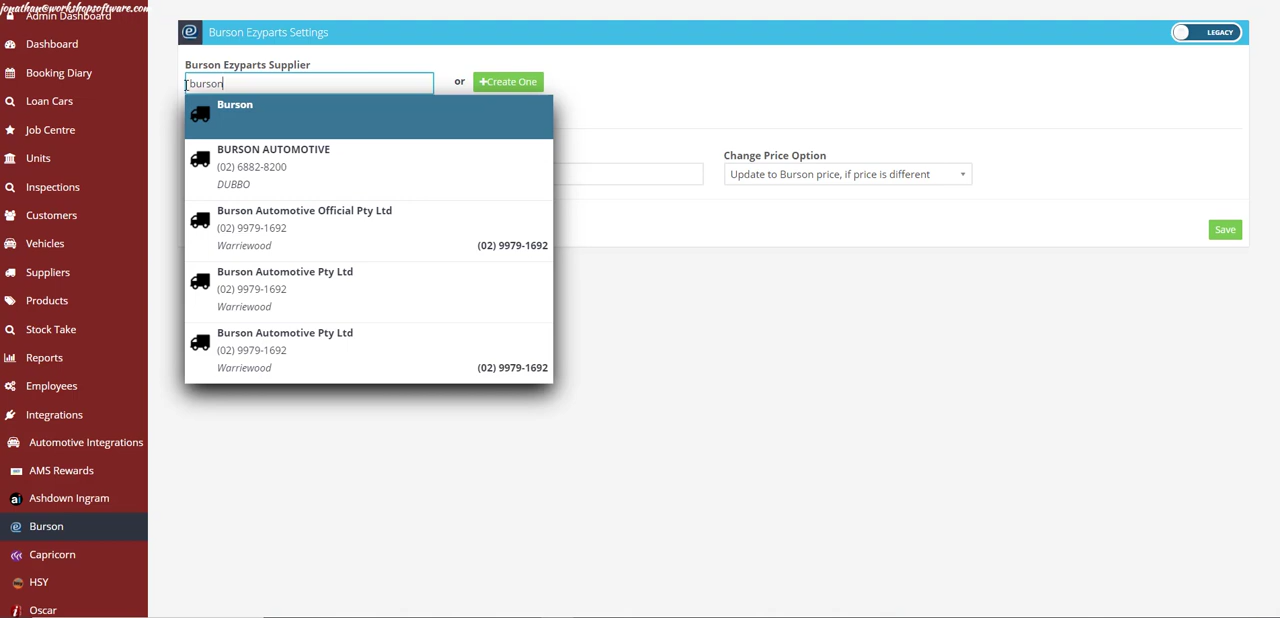 jonathan@workshopsoftware.com
Admin Dashboard
Dashboard
Booking Diary
Loan Cars
Job Centre
Units
Inspections
Customers
Vehicles
Suppliers
Products
Stock Take
Reports
Employees
Integrations
Automotive Integrations
AMS Rewards
ai Ashdown Ingram
Burson
Capricorn
HSY
Oscar
Burson Ezyparts Settings
LEGACY
Burson Ezyparts Supplier
burson
or
+Create One
Burson
BURSON AUTOMOTIVE
(02) 6882-8200
DUBBO
Burson Automotive Official Pty Ltd
(02) 9979-1692
Warriewood (02) 9979-1692
Burson Automotive Pty Ltd
(02) 9979-1692
Warriewood
Burson Automotive Pty Ltd
(02) 9979-1692
Warriewood (02) 9979-1692
Change Price Option
Update to Burson price, if price is different
Save